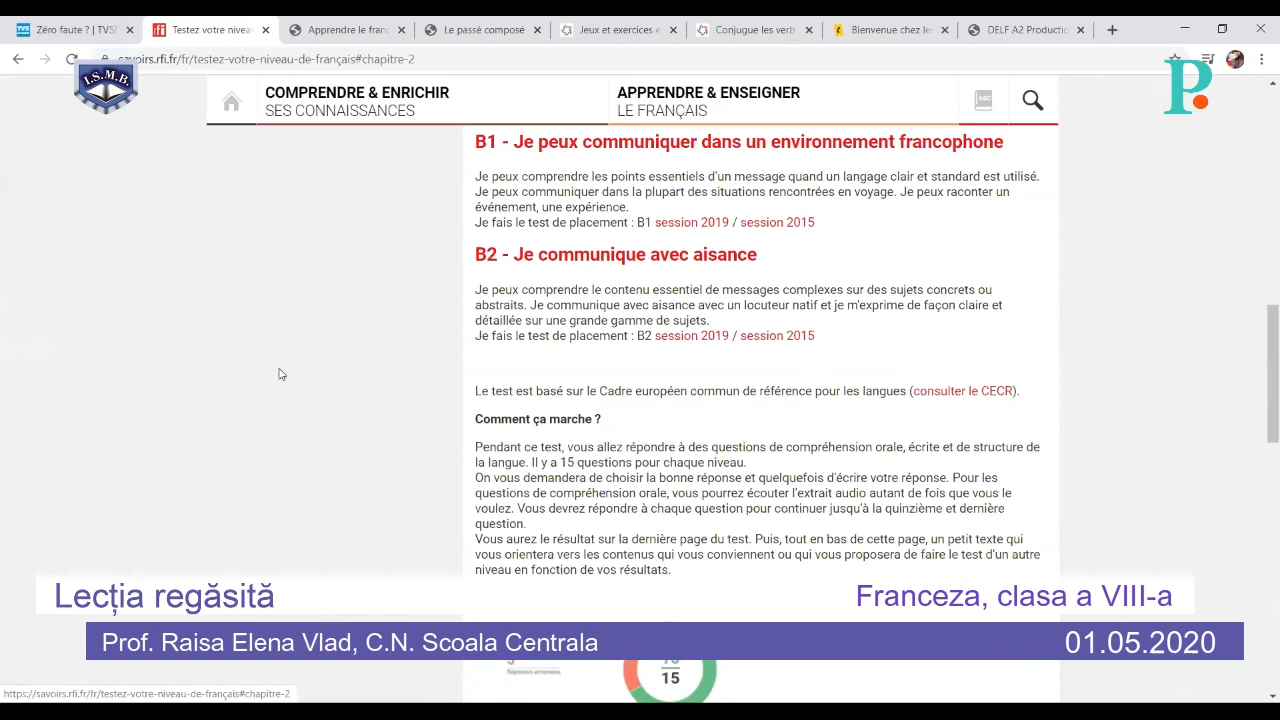 Zéro faute ? | TV5M
Testez votre nivea
Apprendre le franç
Le passé composé
Jeux et exercices.e
Conjugue les verb
Bienvenue chez les
DELF A2 Producti
savoirs.rfi.fr/fr/testez-votre-niveau-de-français#chapitre-2
I.S.M.B.
P.
COMPRENDRE & ENRICHIR
SES CONNAISSANCES
APPRENDRE & ENSEIGNER
LE FRANÇAIS
ABC
B1 - Je peux communiquer dans un environnement francophone
Je peux comprendre les points essentiels d'un message quand un langage clair et standard est utilisé.
Je peux communiquer dans la plupart des situations rencontrées en voyage. Je peux raconter un
événement, une expérience.
Je fais le test de placement : B1 session 2019 / session 2015
B2 - Je communique avec aisance
Je peux comprendre le contenu essentiel de messages complexes sur des sujets concrets ou
abstraits. Je communique avec aisance avec un locuteur natif et je m'exprime de façon claire et
détaillée sur une grande gamme de sujets.
Je fais le test de placement : B2 session 2019 / session 2015
Le test est basé sur le Cadre européen commun de référence pour les langues (consulter le CECR).
Comment ça marche ?
Pendant ce test, vous allez répondre à des questions de compréhension orale, écrite et de structure de
la langue. Il y a 15 questions pour chaque niveau.
On vous demandera de choisir la bonne réponse et quelquefois d'écrire votre réponse. Pour les
questions de compréhension orale, vous pourrez écouter l'extrait audio autant de fois que vous le
voulez. Vous devrez répondre à chaque question pour continuer jusqu'à la quinzième et dernière
question.
Vous aurez le résultat sur la dernière page du test. Puis, tout en bas de cette page, un petit texte qui
vous orientera vers les contenus qui vous conviennent ou qui vous proposera de faire le test d'un autre
niveau en fonction de vos résultats.
Lecția regăsită
Franceza, clasa a VIII-a
Prof. Raisa Elena Vlad, C.N. Scoala Centrala
01.05.2020
Réponses erronées
15
https://savoirs.rfi.fr/fr/testez-votre-niveau-de-français#chapitre-2